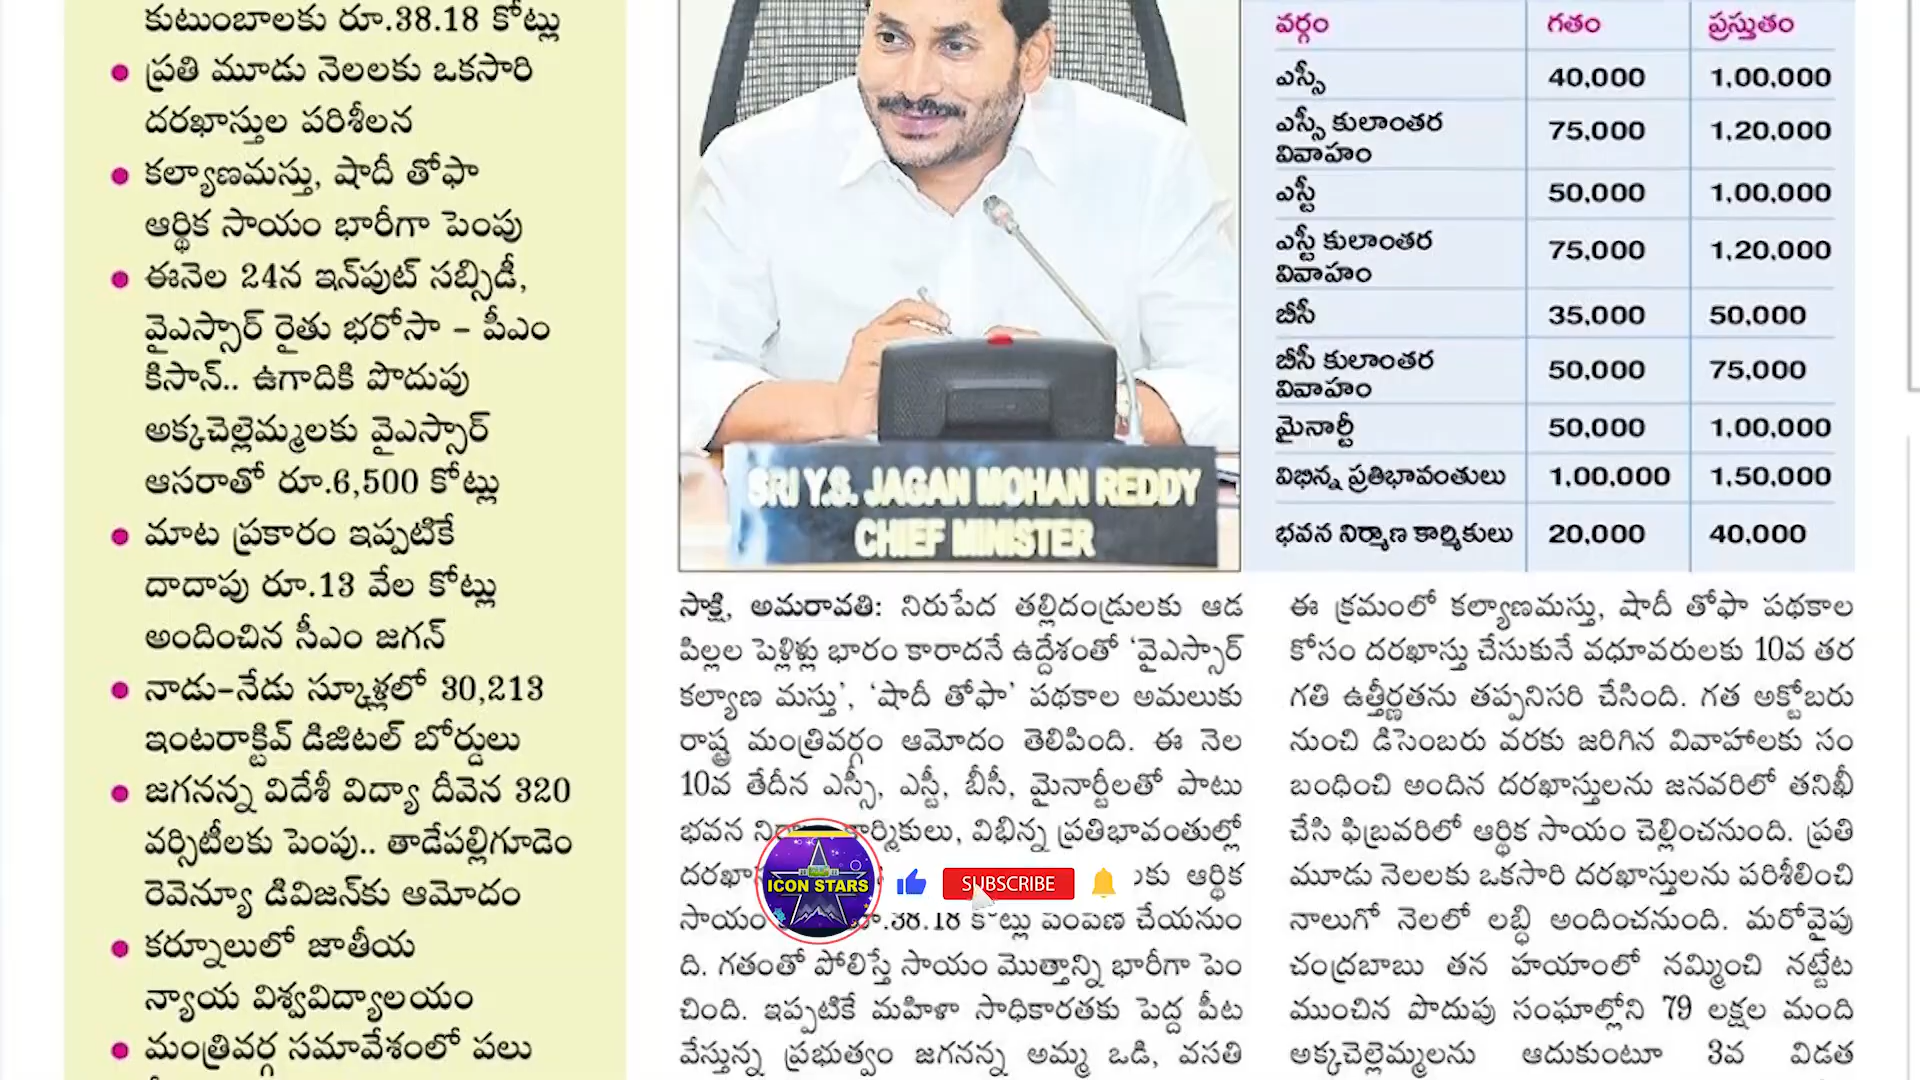 కుటుంబాలకు రూ.38.18 కోట్లు
• ప్రతి మూడు నెలలకు ఒకసారి
దరఖాస్తుల పరిశీలన
• కల్యాణమస్తు, షాదీ తోఫా
ఆర్థిక సాయం భారీగా పెంపు
• ఈనెల 24న ఇన్‌పుట్ సబ్సిడీ,
వైఎస్సార్ రైతు భరోసా – పీఎం
కిసాన్.. ఉగాదికి పొదుపు
అక్కచెల్లెమ్మలకు వైఎస్సార్
ఆసరాతో రూ.6,500 కోట్లు
• మాట ప్రకారం ఇప్పటికే
దాదాపు రూ.13 వేల కోట్లు
అందించిన సీఎం జగన్
• నాడు–నేడు స్కూళ్లలో 30,213
ఇంటరాక్టివ్ డిజిటల్ బోర్డులు
• జగనన్న విదేశీ విద్యా దీవెన 320
వర్సిటీలకు పెంపు.. తాడేపల్లిగూడెం
రెవెన్యూ డివిజన్‌కు ఆమోదం
• కర్నూలులో జాతీయ
న్యాయ విశ్వవిద్యాలయం
• మంత్రివర్గ సమావేశంలో పలు
SRI Y.S. JAGAN MOHAN REDDY
CHIEF MINISTER
వర్గం గతం ప్రస్తుతం
ఎస్సీ 40,000 1,00,000
ఎస్సీ కులాంతర
వివాహం 75,000 1,20,000
ఎస్టీ 50,000 1,00,000
ఎస్టీ కులాంతర
వివాహం 75,000 1,20,000
బీసీ 35,000 50,000
బీసీ కులాంతర
వివాహం 50,000 75,000
మైనార్టీ 50,000 1,00,000
విభిన్న ప్రతిభావంతులు 1,00,000 1,50,000
భవన నిర్మాణ కార్మికులు 20,000 40,000
సాక్షి, అమరావతి: నిరుపేద తల్లిదండ్రులకు ఆడ
పిల్లల పెళ్లిళ్లు భారం కారాదనే ఉద్దేశంతో ‘వైఎస్సార్
కల్యాణ మస్తు’, ‘షాదీ తోఫా’ పథకాల అమలుకు
రాష్ట్ర మంత్రివర్గం ఆమోదం తెలిపింది. ఈ నెల
10వ తేదీన ఎస్సీ, ఎస్టీ, బీసీ, మైనార్టీలతో పాటు
భవన కార్మికులు, విభిన్న ప్రతిభావంతుల్లో
ఆర్థిక
సాయం .38.18 కోట్లు పంపిణీ చేయనుం
ది. గతంతో పోలిస్తే సాయం మొత్తాన్ని భారీగా పెం
చింది. ఇప్పటికే మహిళా సాధికారతకు పెద్ద పీట
వేస్తున్న ప్రభుత్వం జగనన్న అమ్మ ఒడి, వసతి
ICON STARS
SUBSCRIBE
ఈ క్రమంలో కల్యాణమస్తు, షాదీ తోఫా పథకాల
కోసం దరఖాస్తు చేసుకునే వధూవరులకు 10వ తర
గతి ఉత్తీర్ణతను తప్పనిసరి చేసింది. గత అక్టోబరు
నుంచి డిసెంబరు వరకు జరిగిన వివాహాలకు సం
బంధించి అందిన దరఖాస్తులను జనవరిలో తనిఖీ
చేసి ఫిబ్రవరిలో ఆర్థిక సాయం చెల్లించనుంది. ప్రతి
మూడు నెలలకు ఒకసారి దరఖాస్తులను పరిశీలించి
నాలుగో నెలలో లబ్ధి అందించనుంది. మరోవైపు
చంద్రబాబు తన హయాంలో నమ్మించి నట్టేట
ముంచిన పొదుపు సంఘాల్లోని 79 లక్షల మంది
అక్కచెల్లెమ్మలను ఆదుకుంటూ 3వ విడత